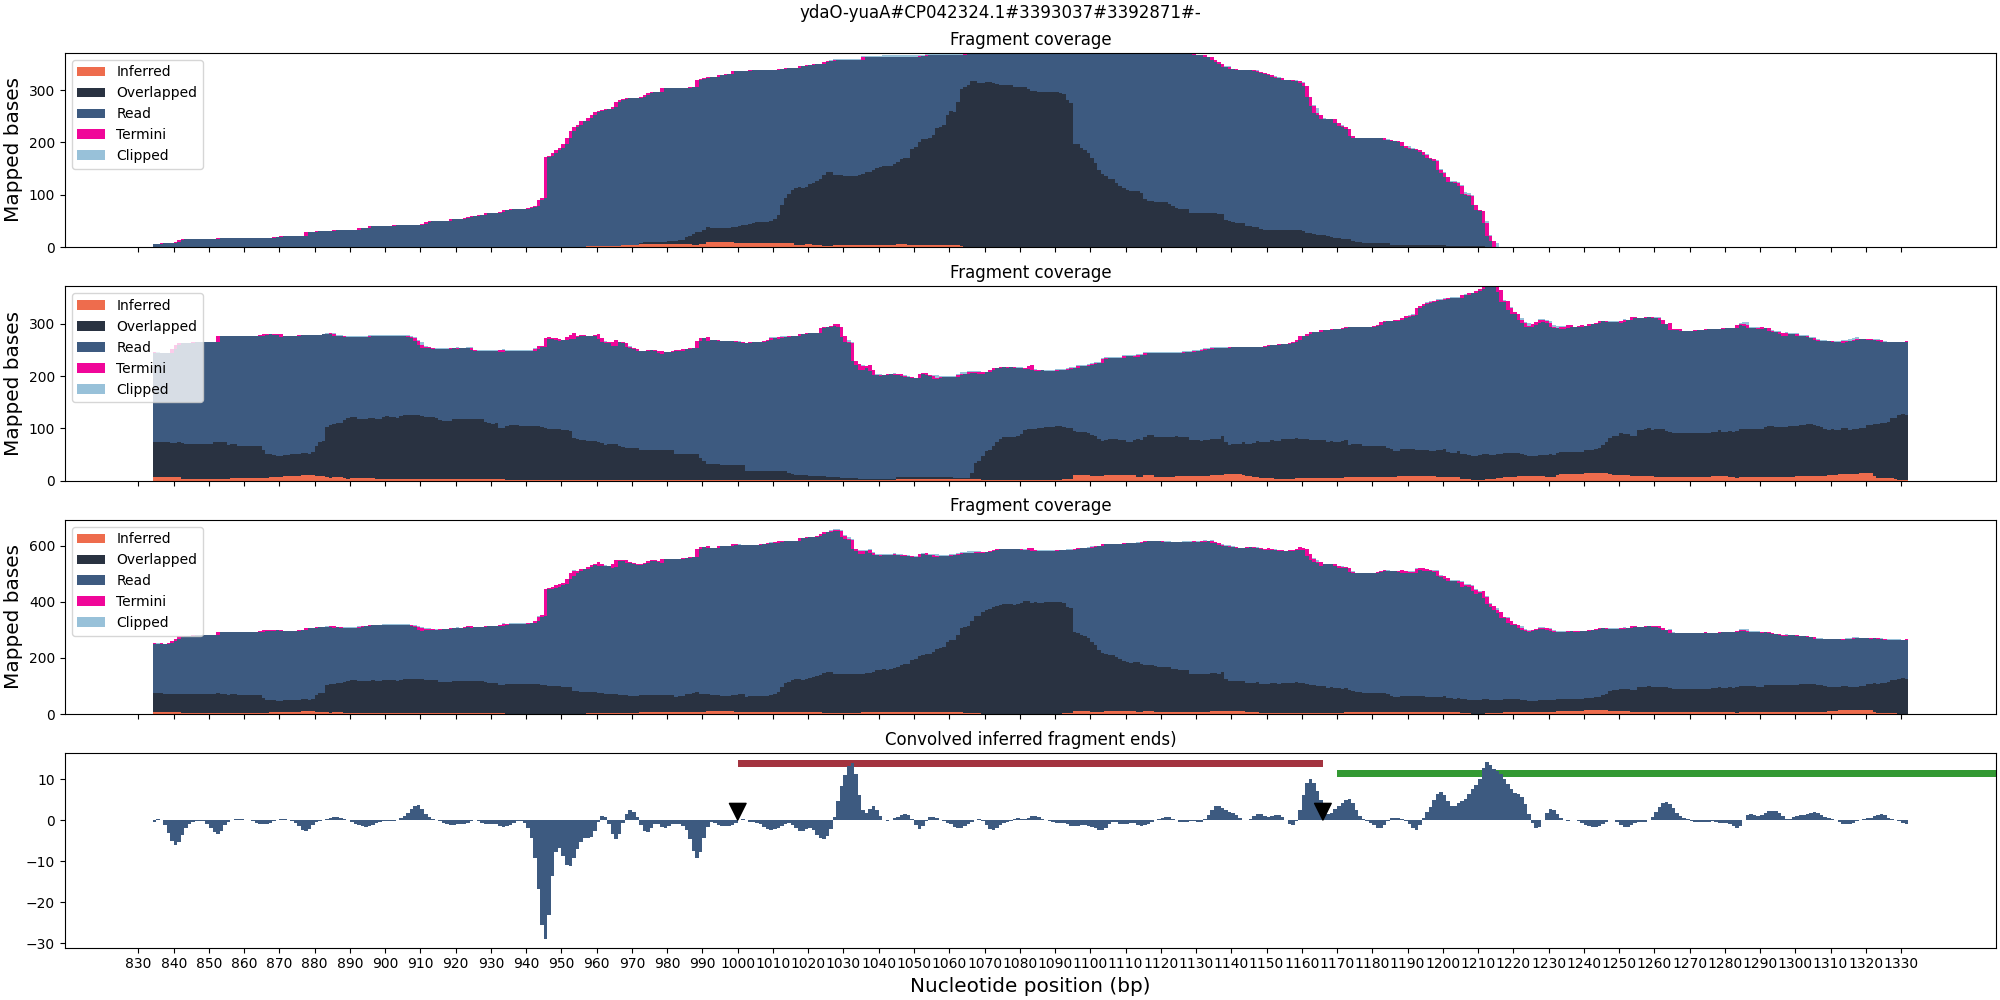 ydaO-yuaA#CP042324.1#3393037#3392871#-
Fragment coverage
Mapped bases
300
200
100
0
Inferred
Overlapped
Read
Termini
Clipped
Fragment coverage
Mapped bases
300
200
100
0
Inferred
Overlapped
Read
Termini
Clipped
Fragment coverage
Mapped bases
600
400
200
0
Inferred
Overlapped
Read
Termini
Clipped
Convolved inferred fragment ends)
10
0
−10
−20
−30
830 840 850 860 870 880 890 900 910 920 930 940 950 960 970 980 990 1000 1010 1020 1030 1040 1050 1060 1070 1080 1090 1100 1110 1120 1130 1140 1150 1160 1170 1180 1190 1200 1210 1220 1230 1240 1250 1260 1270 1280 1290 1300 1310 1320 1330
Nucleotide position (bp)